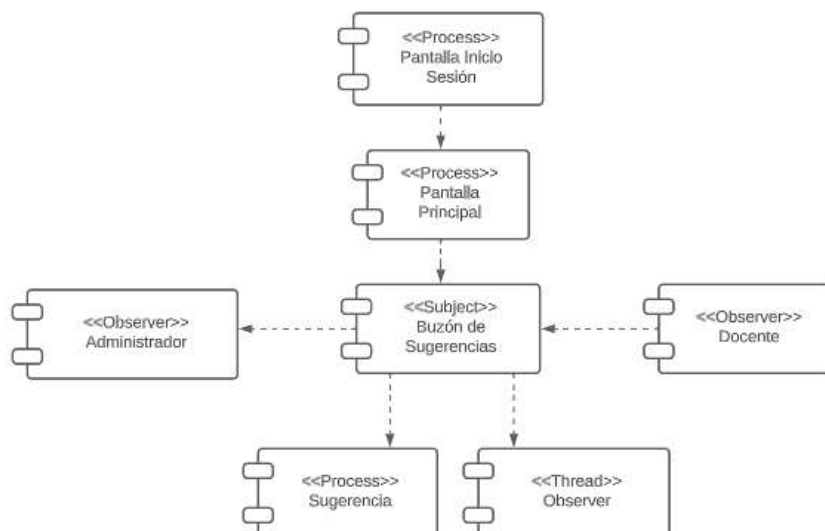 <<Process>>
Pantalla Inicio
Sesión
<<Process>>
Pantalla
Principal
<<Observer>>
Administrador
<<Subject>>
Buzón de
Sugerencias
<<Observer>>
Docente
<<Process>>
Sugerencia
<<Thread>>
Observer